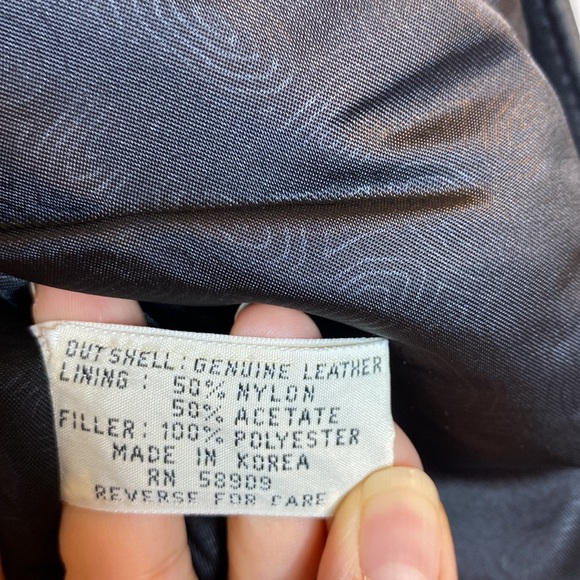 OUTSHELL: GENUINE LEATHER
LINING: 50% NYLON
50% ACETATE
FILLER: 100% POLYESTER
MADE IN KOREA
RN 58909
REVERSE FOR CARE